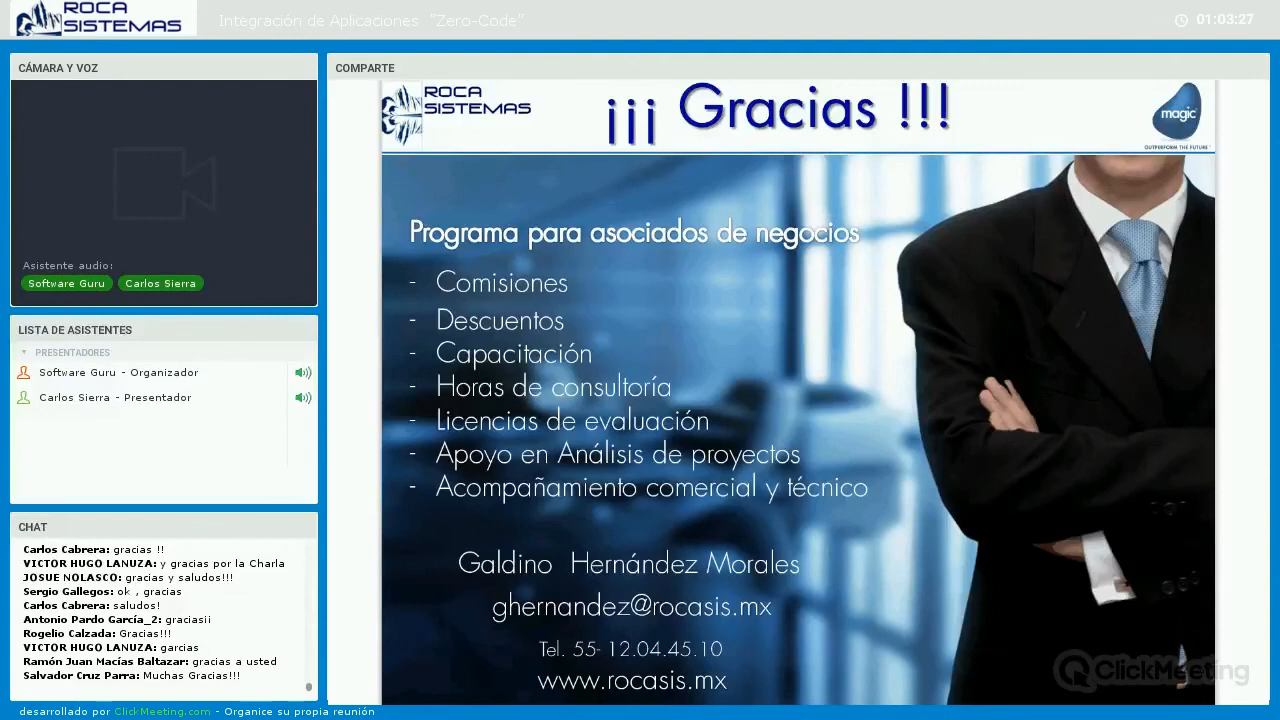 ROCA
SISTEMAS
Integración de Aplicaciones "Zero-Code"
01:03:27
CÁMARA Y VOZ
Asistente audio:
Software Guru
Carlos Sierra
LISTA DE ASISTENTES
PRESENTADORES
Software Guru - Organizador
Carlos Sierra - Presentador
CHAT
Carlos Cabrera: gracias !!
VICTOR HUGO LANUZA: y gracias por la Charla
JOSUE NOLASCO: gracias y saludos!!!
Sergio Gallegos: ok , gracias
Carlos Cabrera: saludos!
Antonio Pardo García_2: graciasii
Rogelio Calzada: Gracias!!!
VICTOR HUGO LANUZA: garcias
Ramón Juan Macías Baltazar: gracias a usted
Salvador Cruz Parra: Muchas Gracias!!!
desarrollado por ClickMeeting.com - Organice su propia reunión
COMPARTE
ROCA
SISTEMAS
¡¡¡ Gracias !!!
magic
OUTPERFORM THE FUTURE™
Programa para asociados de negocios
- Comisiones
- Descuentos
- Capacitación
- Horas de consultoría
- Licencias de evaluación
- Apoyo en Análisis de proyectos
- Acompañamiento comercial y técnico
Galdino Hernández Morales
ghernandez@rocasis.mx
Tel. 55- 12.04.45.10
www.rocasis.mx
ClickMeeting